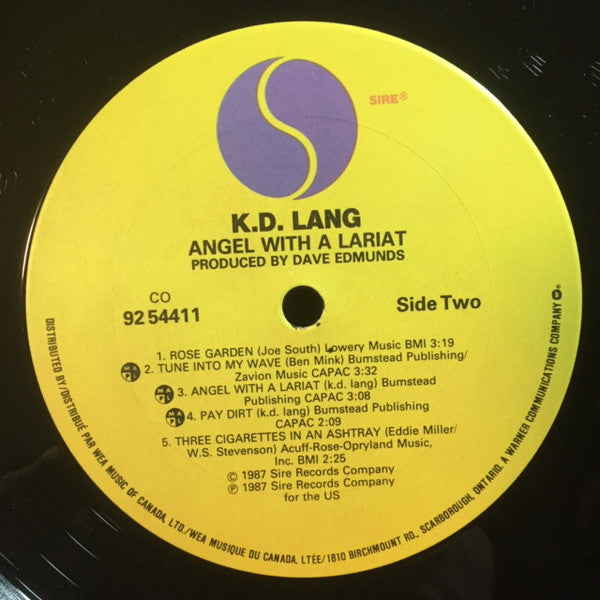 SIRE®
K.D. LANG
ANGEL WITH A LARIAT
PRODUCED BY DAVE EDMUNDS
CO
92 54411
Side Two
1. ROSE GARDEN (Joe South) Lowery Music BMI 3:19
2. TUNE INTO MY WAVE (Ben Mink) Bumstead Publishing/
Zavion Music CAPAC 3:32
3. ANGEL WITH A LARIAT (k.d. lang) Bumstead
Publishing CAPAC 3:08
4. PAY DIRT (k.d. lang) Bumstead Publishing
CAPAC 2:09
5. THREE CIGARETTES IN AN ASHTRAY (Eddie Miller/
W.S. Stevenson) Acuff-Rose-Opryland Music,
Inc. BMI 2:25
© 1987 Sire Records Company
℗ 1987 Sire Records Company
for the US
DISTRIBUTED BY/DISTRIBUÉ PAR WEA MUSIC OF CANADA, LTD./WEA MUSIQUE DU CANADA, LTÉE/1810 BIRCHMOUNT RD., SCARBOROUGH, ONTARIO. A WARNER COMMUNICATIONS COMPANY